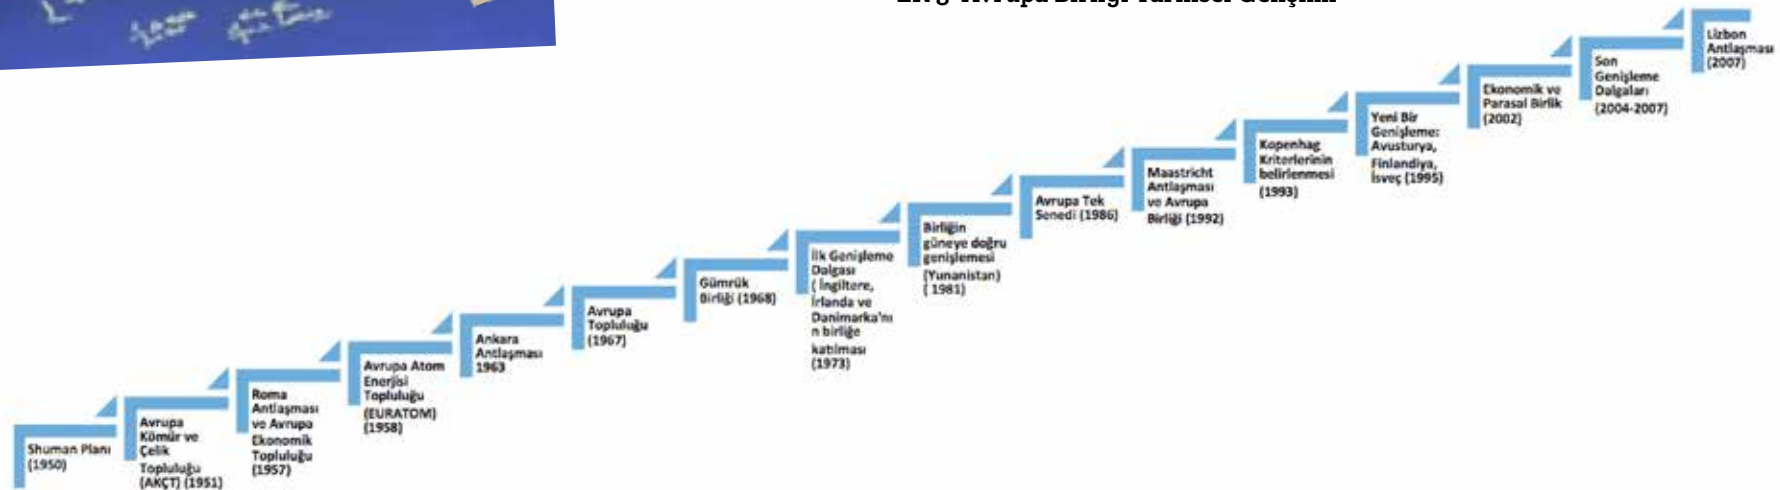 Avrupa Birliği Tarihsel Gelişimi
Shuman Planı
(1950)
Avrupa
Kömür ve
Çelik
Topluluğu
(AKÇT) (1951)
Roma
Antlaşması
ve Avrupa
Ekonomik
Topluluğu
(1957)
Avrupa Atom
Enerjisi
Topluluğu
(EURATOM)
(1958)
Ankara
Antlaşması
1963
Avrupa
Topluluğu
(1967)
Gümrük
Birliği (1968)
İlk Genişleme
Dalgası
( İngiltere,
İrlanda ve
Danimarka'nı
n birliğe
katılması
(1973)
Birliğin
güneye doğru
genişlemesi
(Yunanistan)
( 1981)
Avrupa Tek
Senedi (1986)
Maastricht
Antlaşması
ve Avrupa
Birliği (1992)
Kopenhag
Kriterlerinin
belirlenmesi
(1993)
Yeni Bir
Genişleme:
Avusturya,
Finlandiya,
İsveç (1995)
Ekonomik ve
Parasal Birlik
(2002)
Son
Genişleme
Dalgaları
(2004-2007)
Lizbon
Antlaşması
(2007)